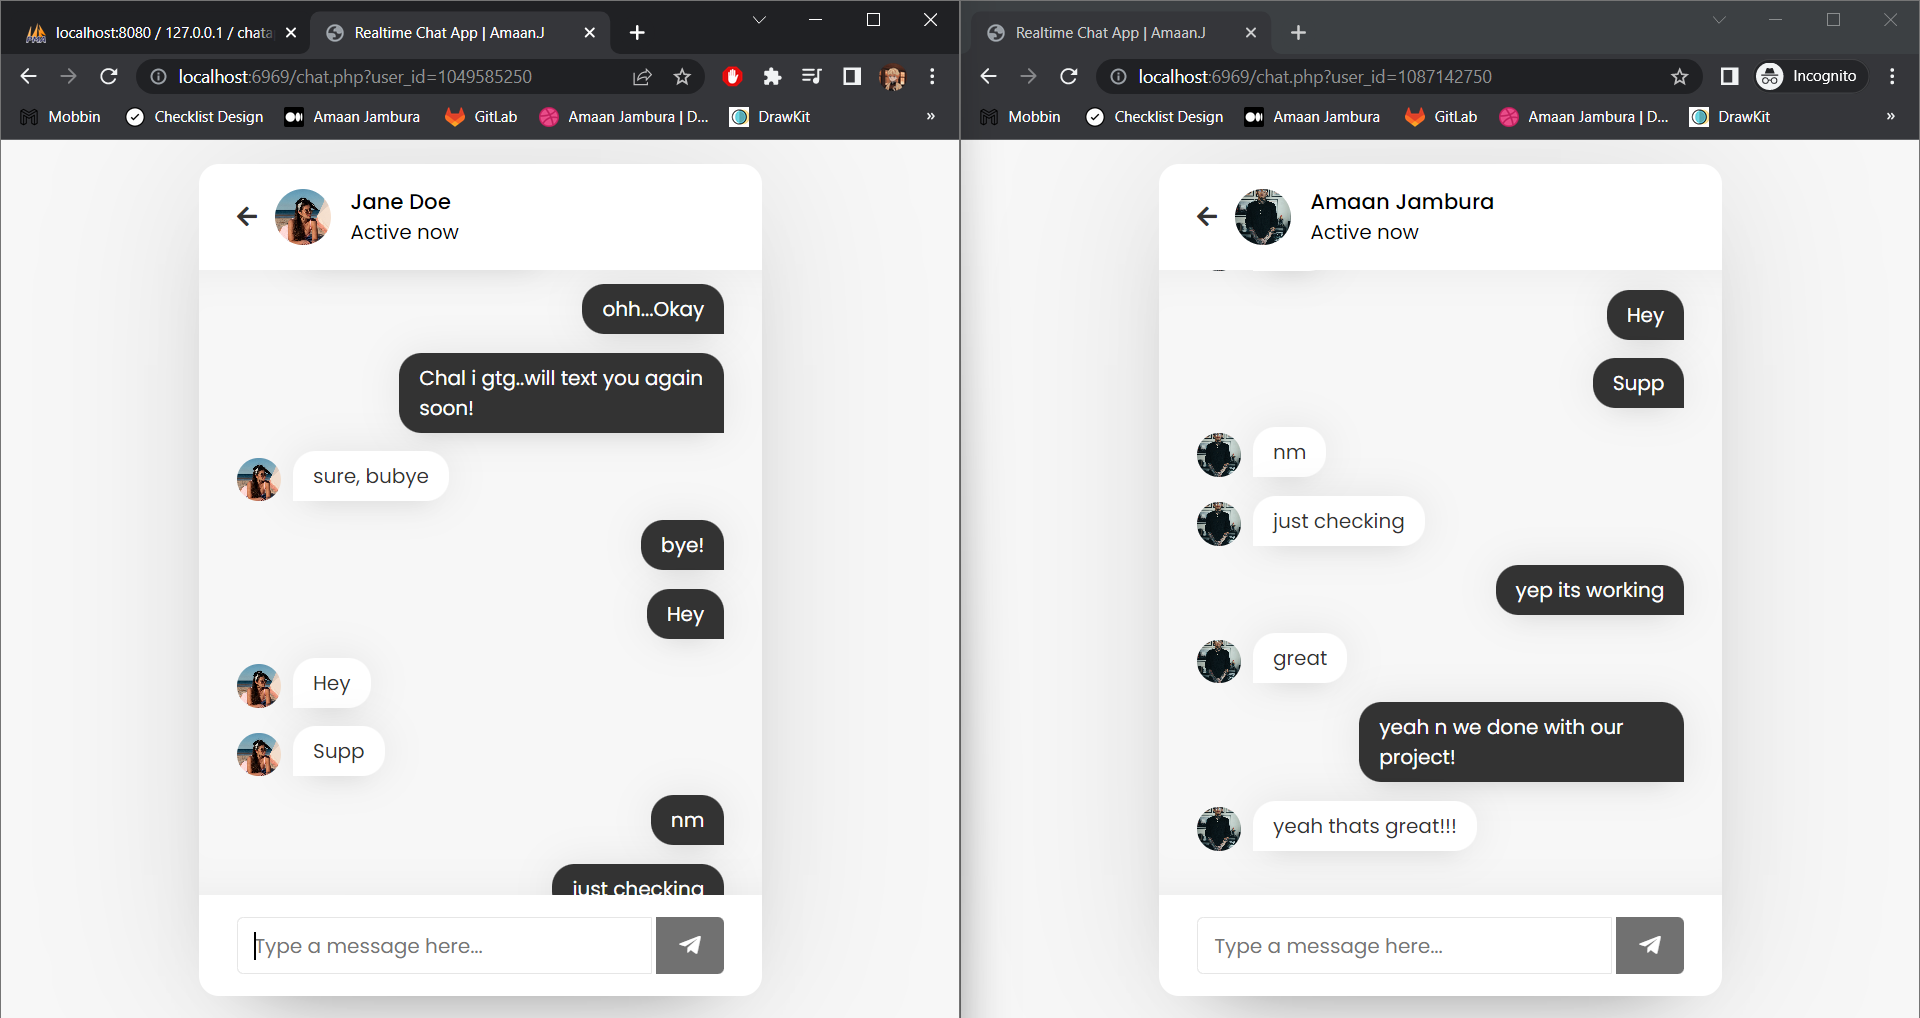 localhost:8080 / 127.0.0.1 / chata
Realtime Chat App | Amaan.J
localhost:6969/chat.php?user_id=1049585250
Mobbin
Checklist Design
Amaan Jambura
GitLab
Amaan Jambura | D...
DrawKit
»
Jane Doe
Active now
ohh...Okay
Chal i gtg..will text you again
soon!
sure, bubye
bye!
Hey
Hey
Supp
nm
just checking
Type a message here...
Realtime Chat App | Amaan.J
localhost:6969/chat.php?user_id=1087142750
Incognito
Mobbin
Checklist Design
Amaan Jambura
GitLab
Amaan Jambura | D...
DrawKit
»
Amaan Jambura
Active now
Hey
Supp
nm
just checking
yep its working
great
yeah n we done with our
project!
yeah thats great!!!
Type a message here...